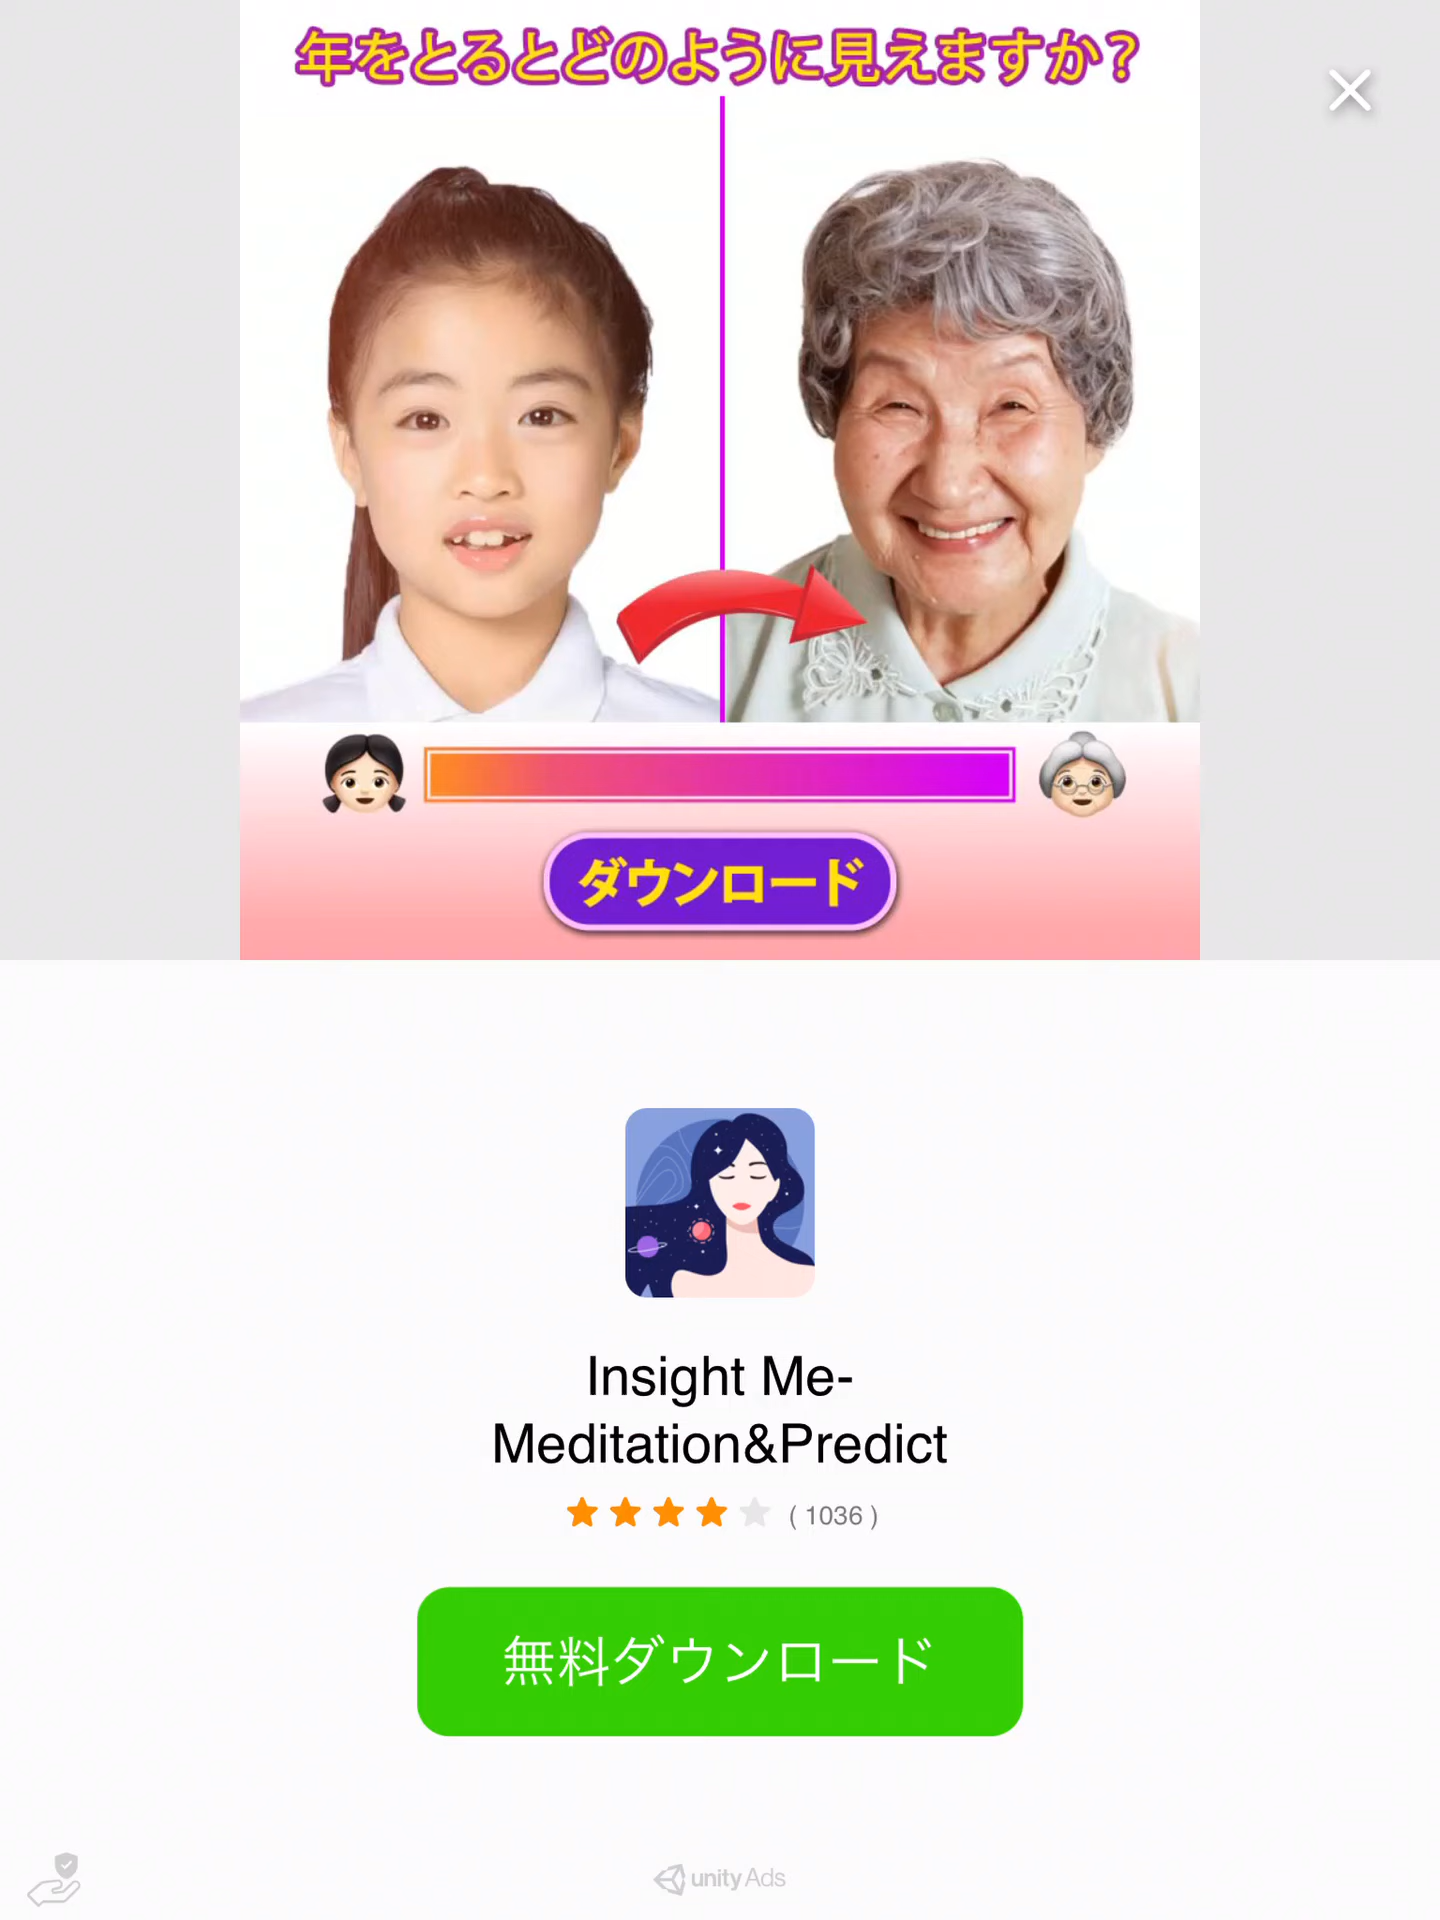 年をとるとどのように見えますか?
ダウンロード
Insight Me-
Meditation&Predict
( 1036 )
無料ダウンロード
unity Ads